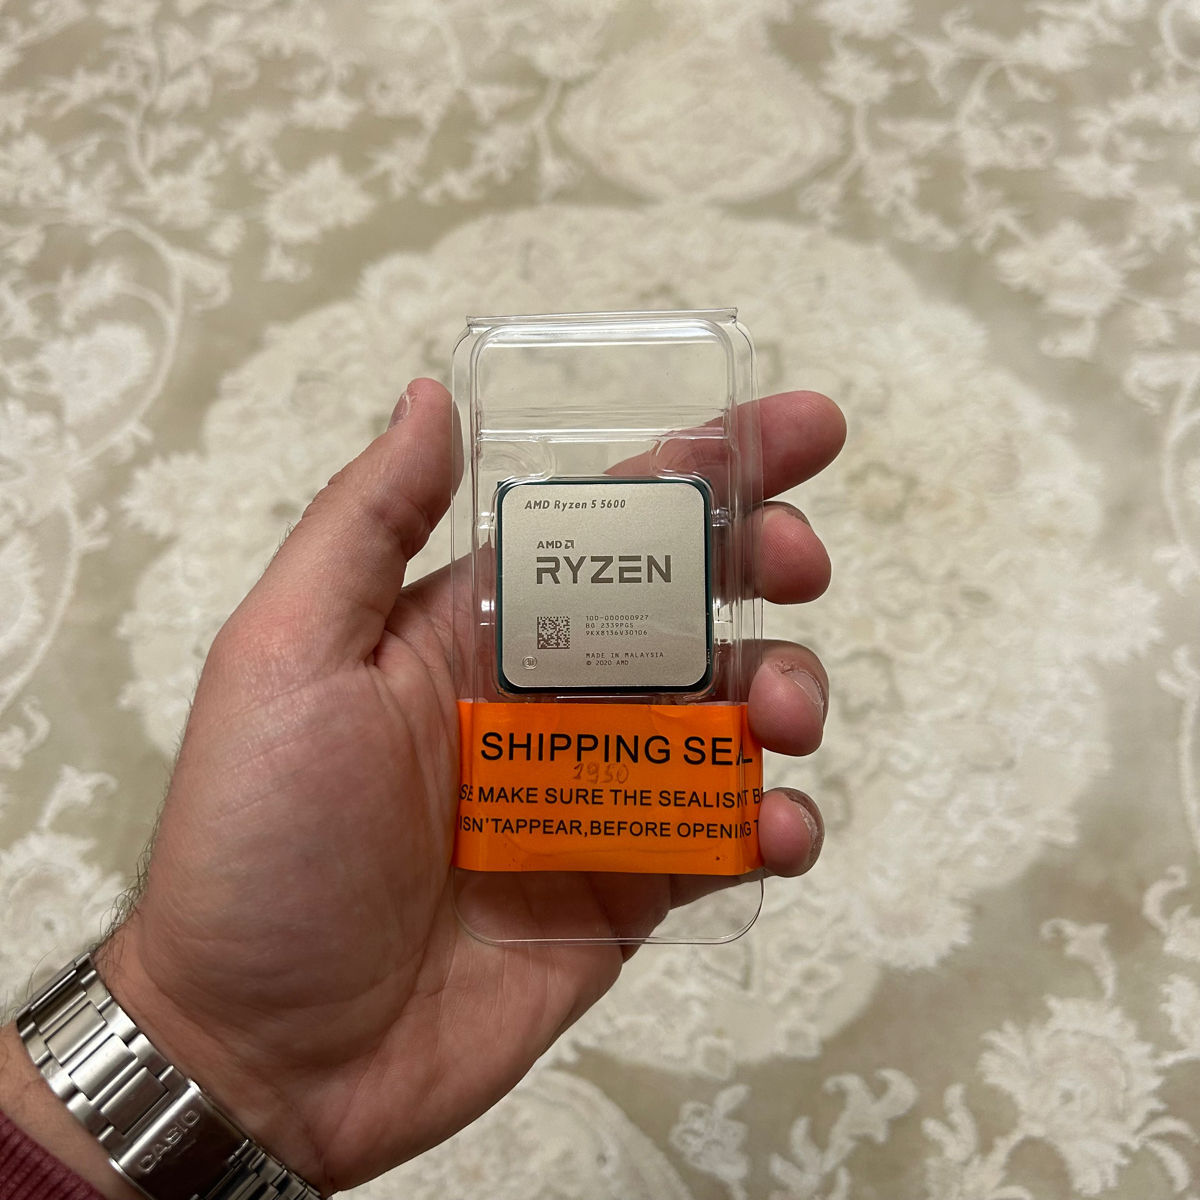 AMD Ryzen 5 5600
AMD
RYZEN
100-000000927
BG 2339PGS
9KX8136V30106
MADE IN MALAYSIA
© 2020 AMD
SHIPPING SEAL
1950
SE MAKE SURE THE SEALISNT B
ISN'TAPPEAR,BEFORE OPENING T
CASIO